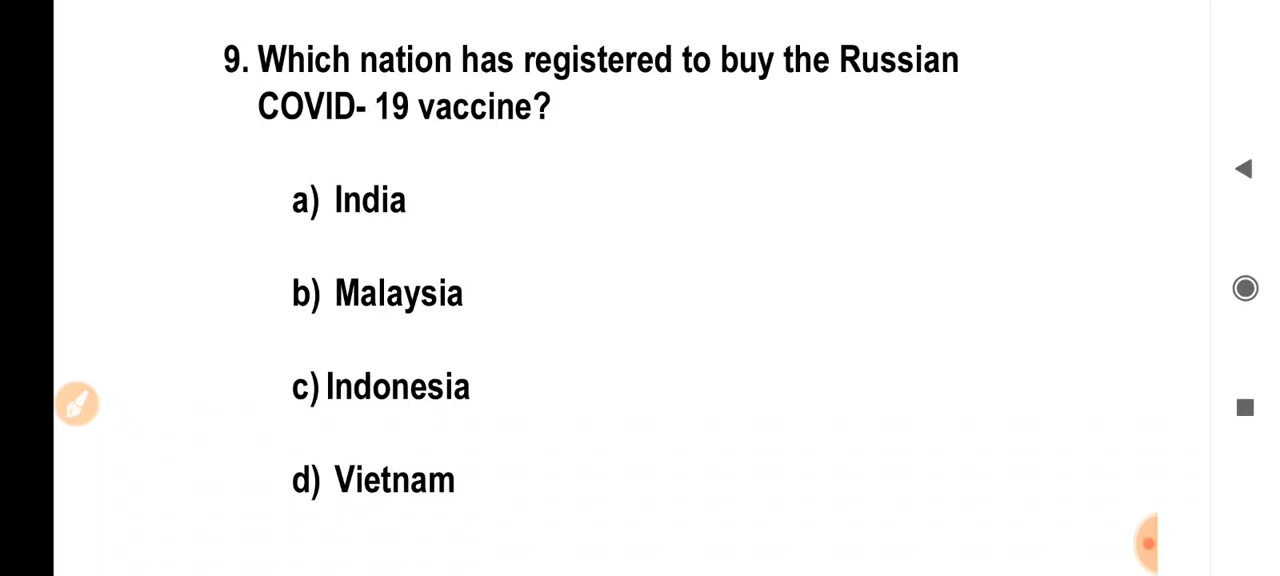 9. Which nation has registered to buy the Russian
COVID- 19 vaccine?
a) India
b) Malaysia
c) Indonesia
d) Vietnam